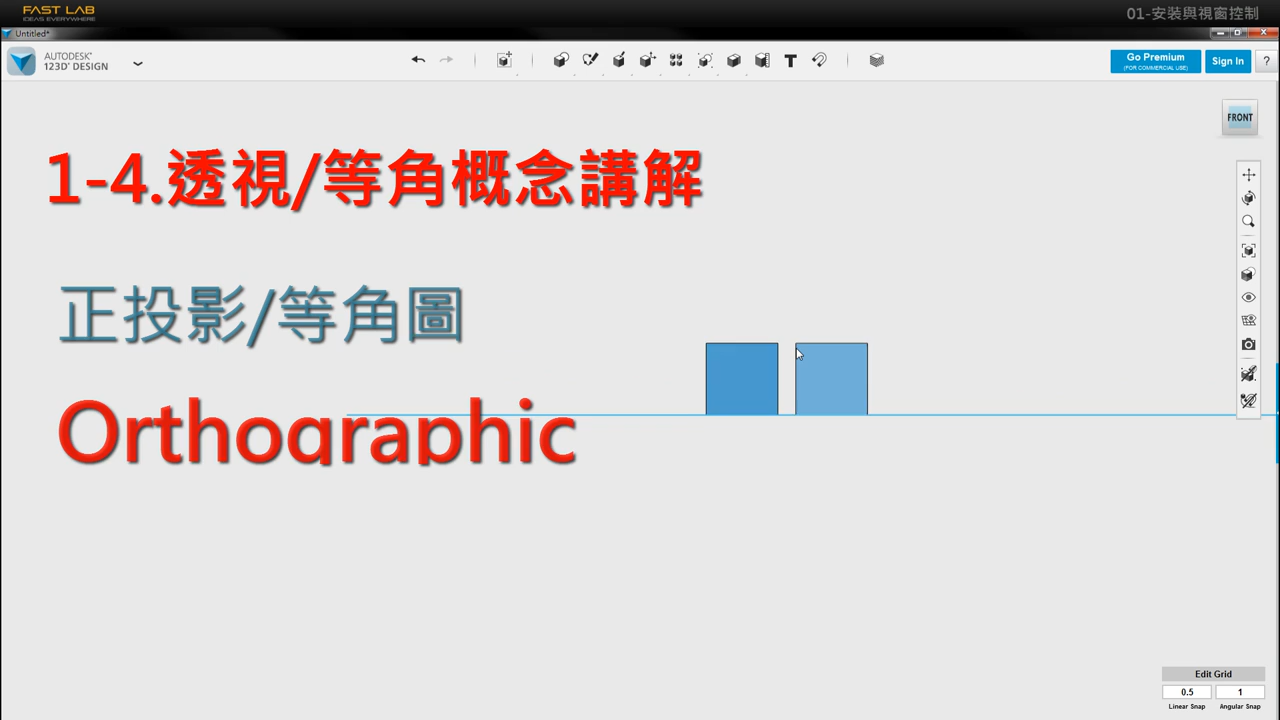 FAST LAB
IDEAS EVERYWHERE
01-安裝與視窗控制
Untitled*
AUTODESK®
123D® DESIGN
T
Go Premium
(FOR COMMERCIAL USE)
Sign In
?
FRONT
1-4.透視/等角概念講解
正投影/等角圖
Orthographic
Edit Grid
0.5
1
Linear Snap
Angular Snap